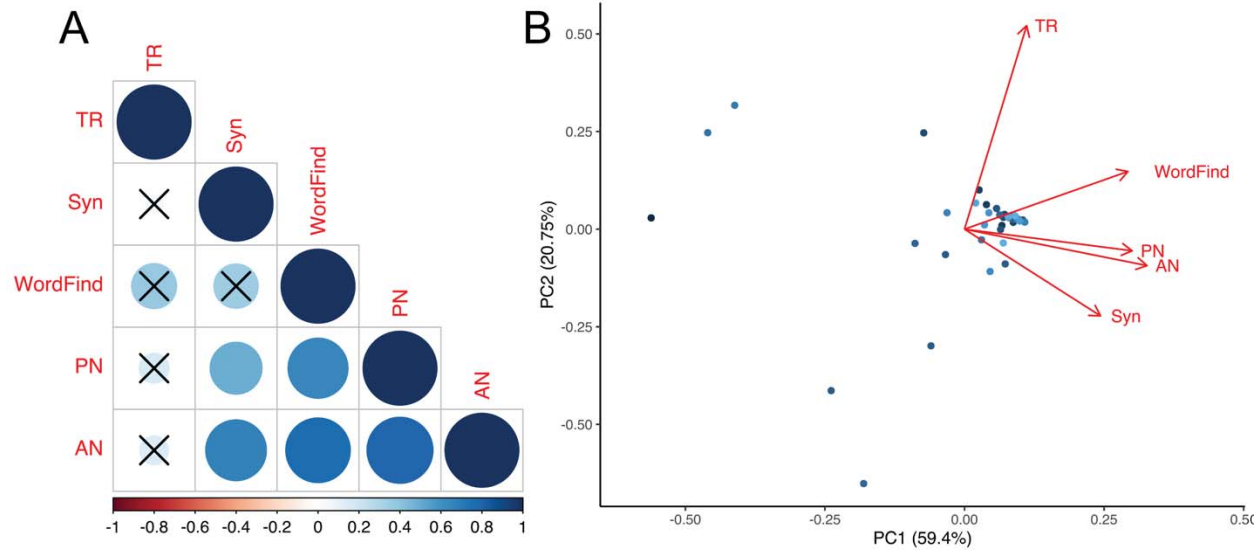 A
TR
TR
Syn
Syn
WordFind
WordFind
PN
PN
AN
AN
-1 -0.8 -0.6 -0.4 -0.2 0 0.2 0.4 0.6 0.8 1
B
PC2 (20.75%)
0.50
0.25
0.00
-0.25
-0.50
TR
WordFind
PN
AN
Syn
-0.50 -0.25 0.00 0.25 0.50
PC1 (59.4%)